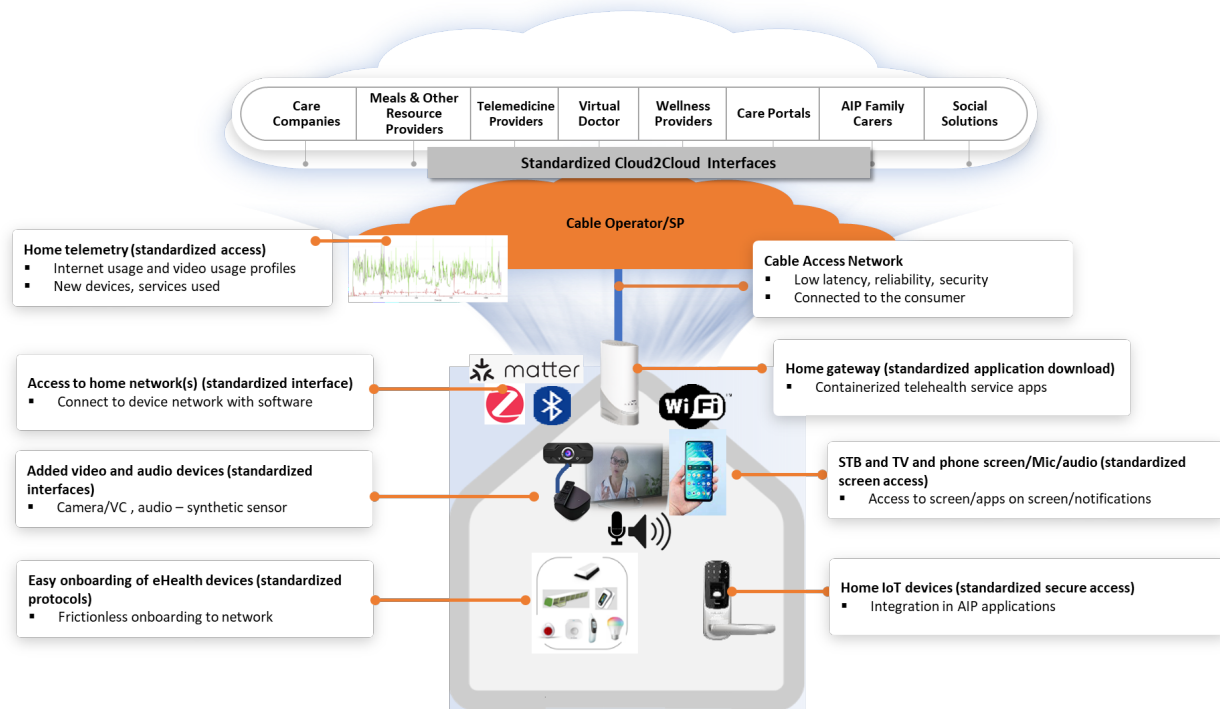 Care
Companies
Meals & Other
Resource
Providers
Telemedicine
Providers
Virtual
Doctor
Wellness
Providers
Care Portals
AIP Family
Carers
Social
Solutions
Standardized Cloud2Cloud Interfaces
Cable Operator/SP
Home telemetry (standardized access)
▪ Internet usage and video usage profiles
▪ New devices, services used
Cable Access Network
▪ Low latency, reliability, security
▪ Connected to the consumer
matter
Wi Fi
Access to home network(s) (standardized interface)
▪ Connect to device network with software
Home gateway (standardized application download)
▪ Containerized telehealth service apps
Added video and audio devices (standardized
interfaces)
▪ Camera/VC , audio – synthetic sensor
STB and TV and phone screen/Mic/audio (standardized
screen access)
▪ Access to screen/apps on screen/notifications
Easy onboarding of eHealth devices (standardized
protocols)
▪ Frictionless onboarding to network
Home IoT devices (standardized secure access)
▪ Integration in AIP applications